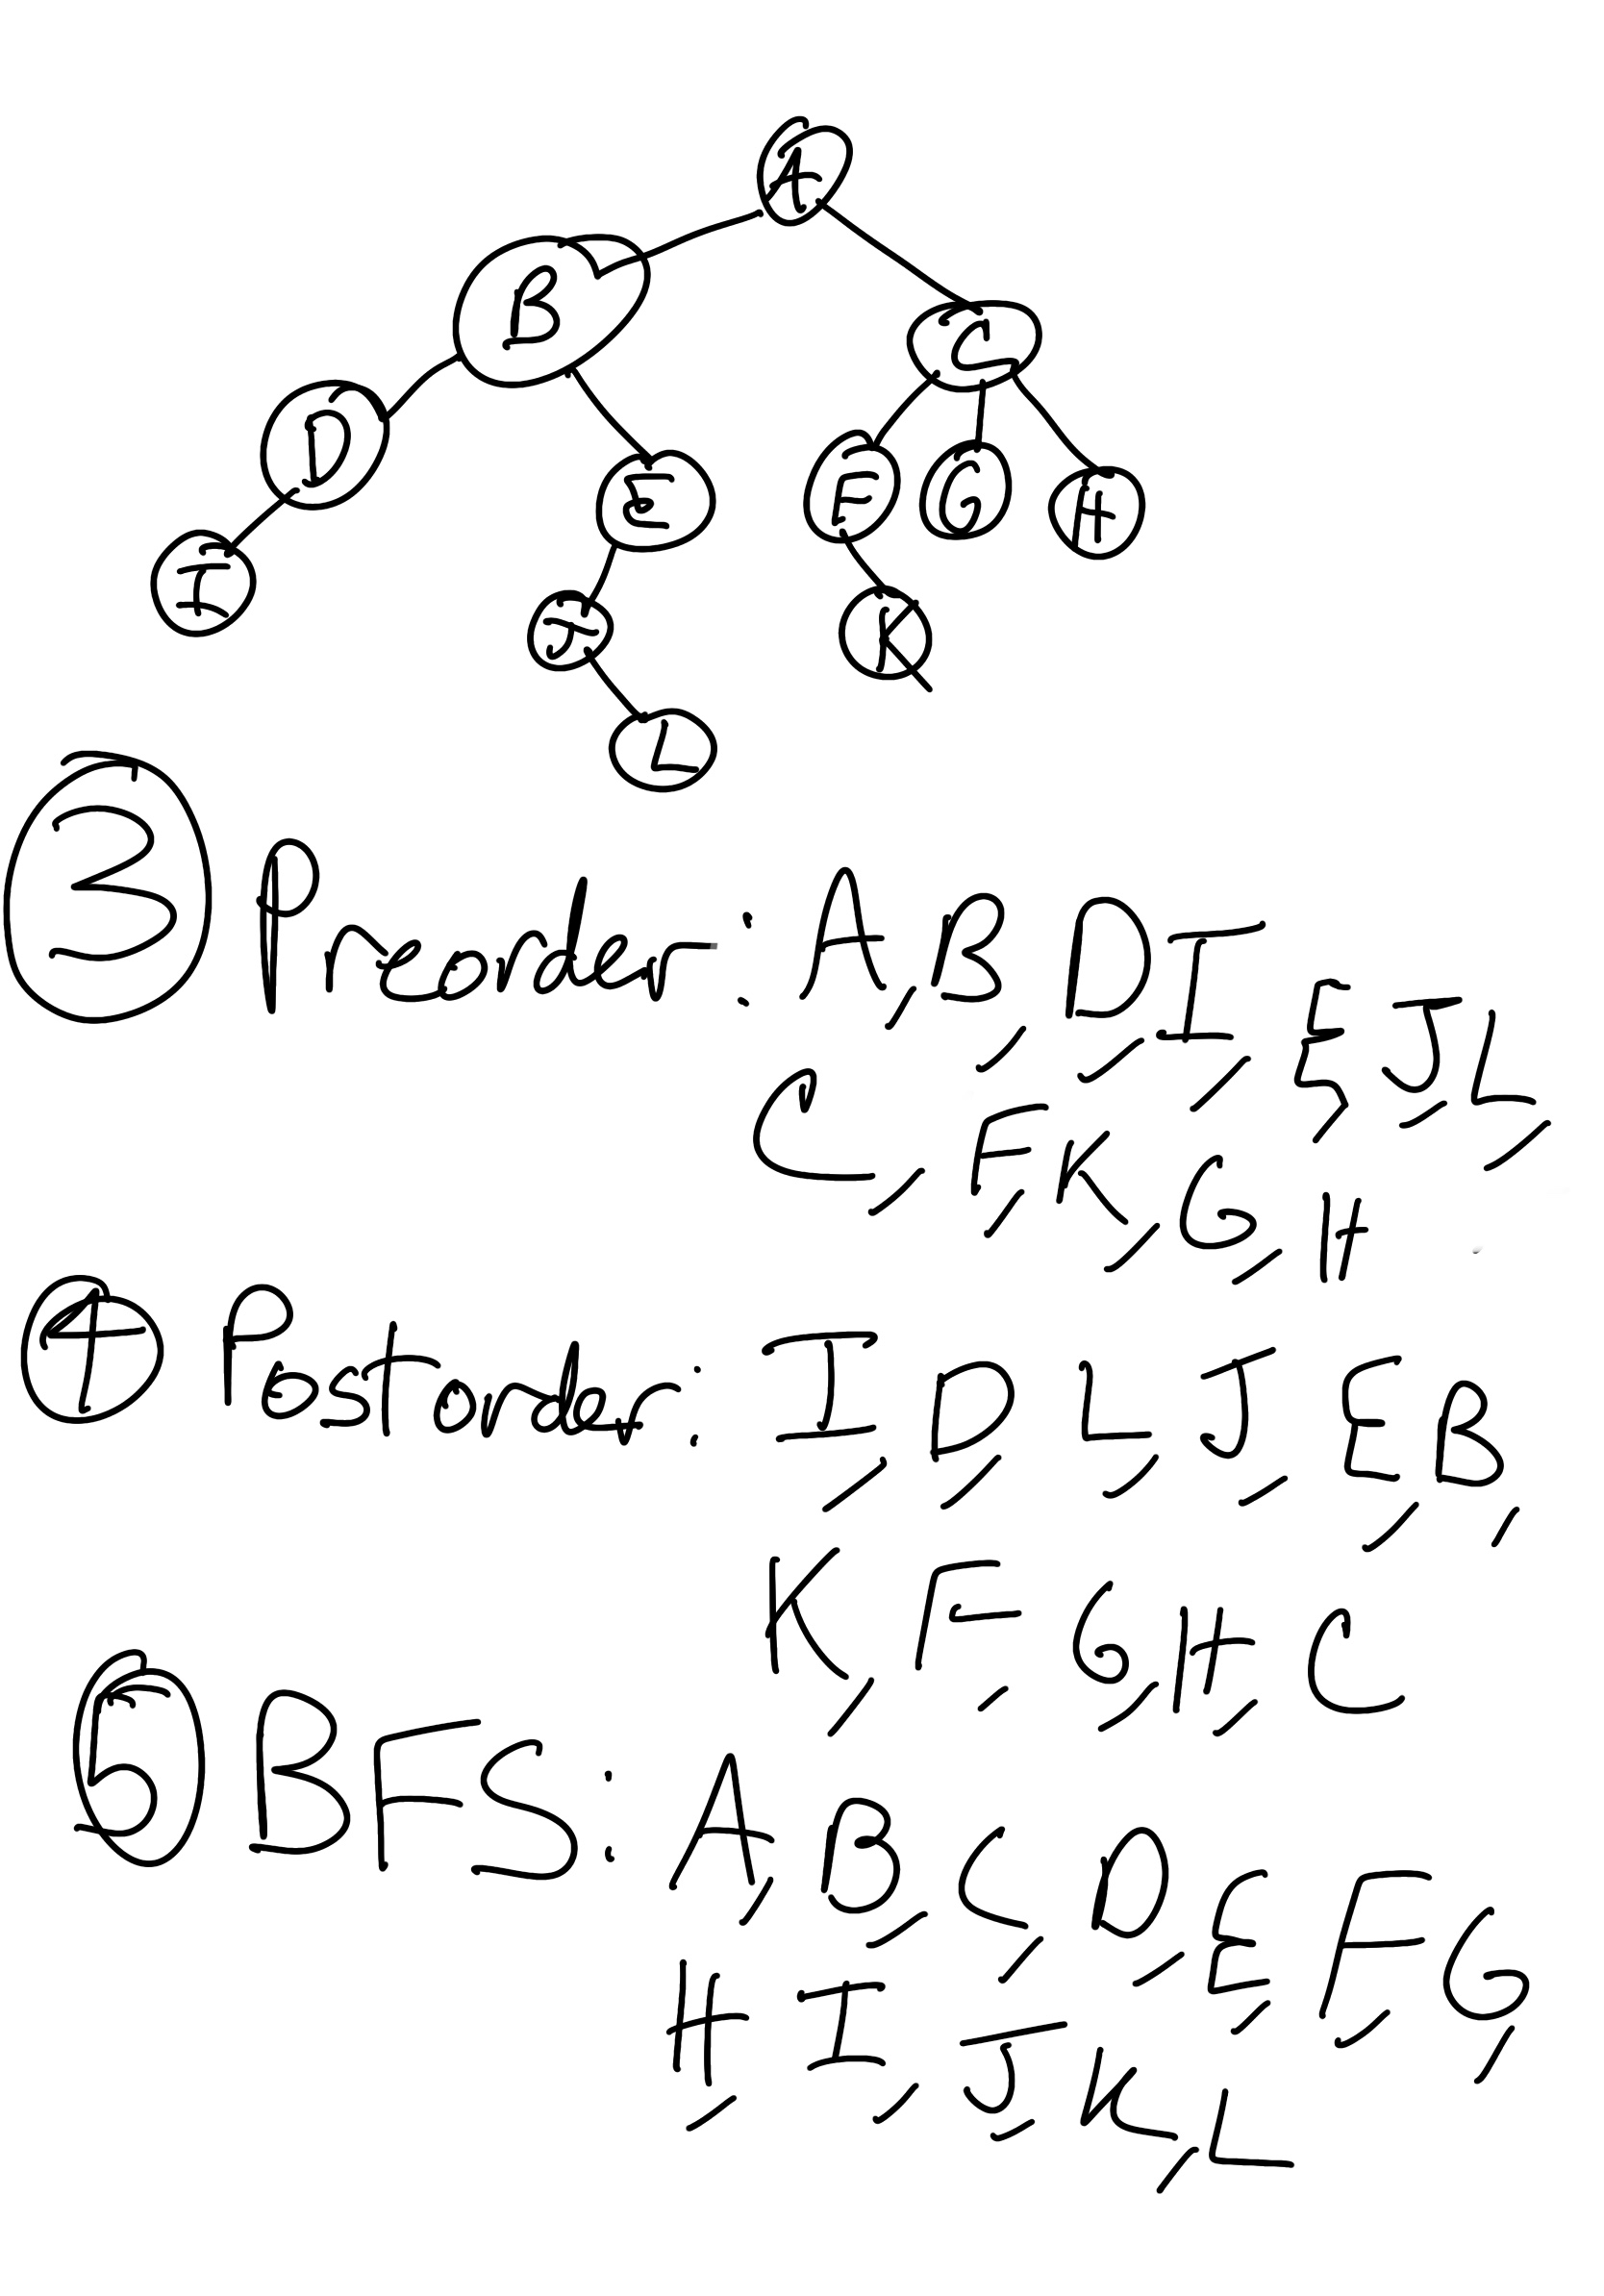 A
B
C
D
E
F G H
I
J
K
L
3 Preorder: A, B, D, I, E, J, L,
C, F, K, G, H
4 Postorder: I, D, L, J, E, B,
K, F, G, H, C
5 BFS: A, B, C, D, E, F, G,
H, I, J, K, L